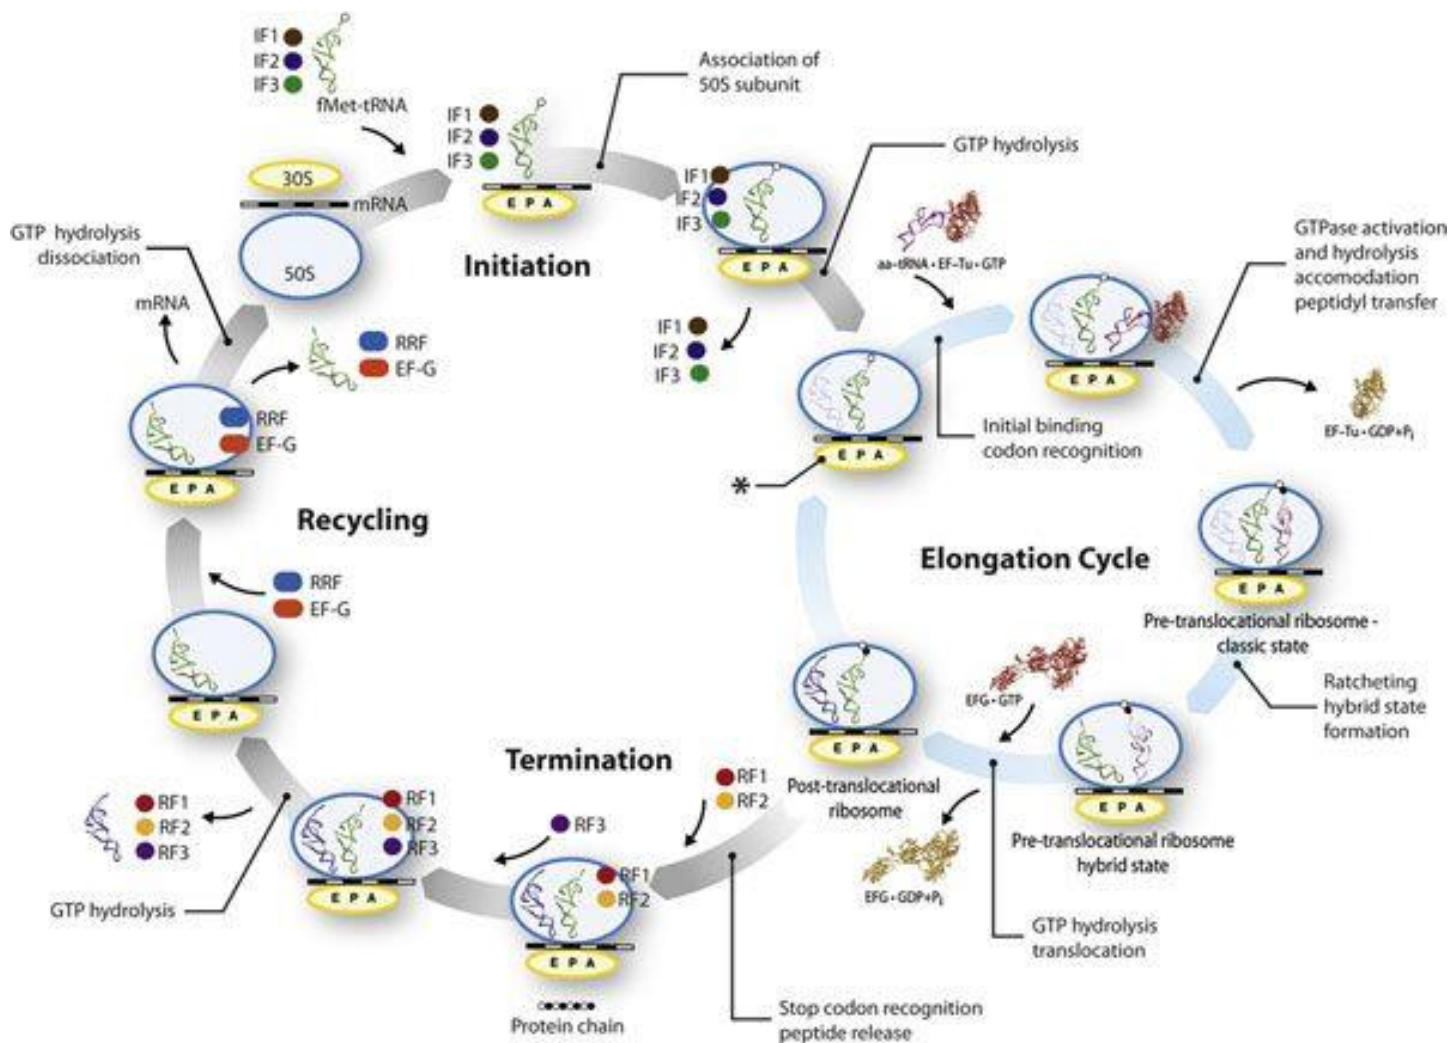 IF1
IF2
IF3
fMet-tRNA
IF1
IF2
IF3
E P A
Association of
50S subunit
IF1
IF2
IF3
E P A
GTP hydrolysis
30S
mRNA
50S
GTP hydrolysis
dissociation
Initiation
IF1
IF2
IF3
aa-tRNA • EF-Tu • GTP
E P A
GTPase activation
and hydrolysis
accomodation
peptidyl transfer
EF-Tu • GDP+Pi
Initial binding
codon recognition
E P A
*
mRNA
RRF
EF-G
RRF
EF-G
E P A
Recycling
RRF
EF-G
E P A
Elongation Cycle
E P A
Pre-translocational ribosome -
classic state
Ratcheting
hybrid state
formation
EFG • GTP
E P A
Pre-translocational ribosome
hybrid state
E P A
Post-translocational
ribosome
EFG • GDP+Pi
GTP hydrolysis
translocation
Termination
RF1
RF2
RF3
RF1
RF2
E P A
Protein chain
Stop codon recognition
peptide release
RF1
RF2
RF3
E P A
RF1
RF2
RF3
GTP hydrolysis